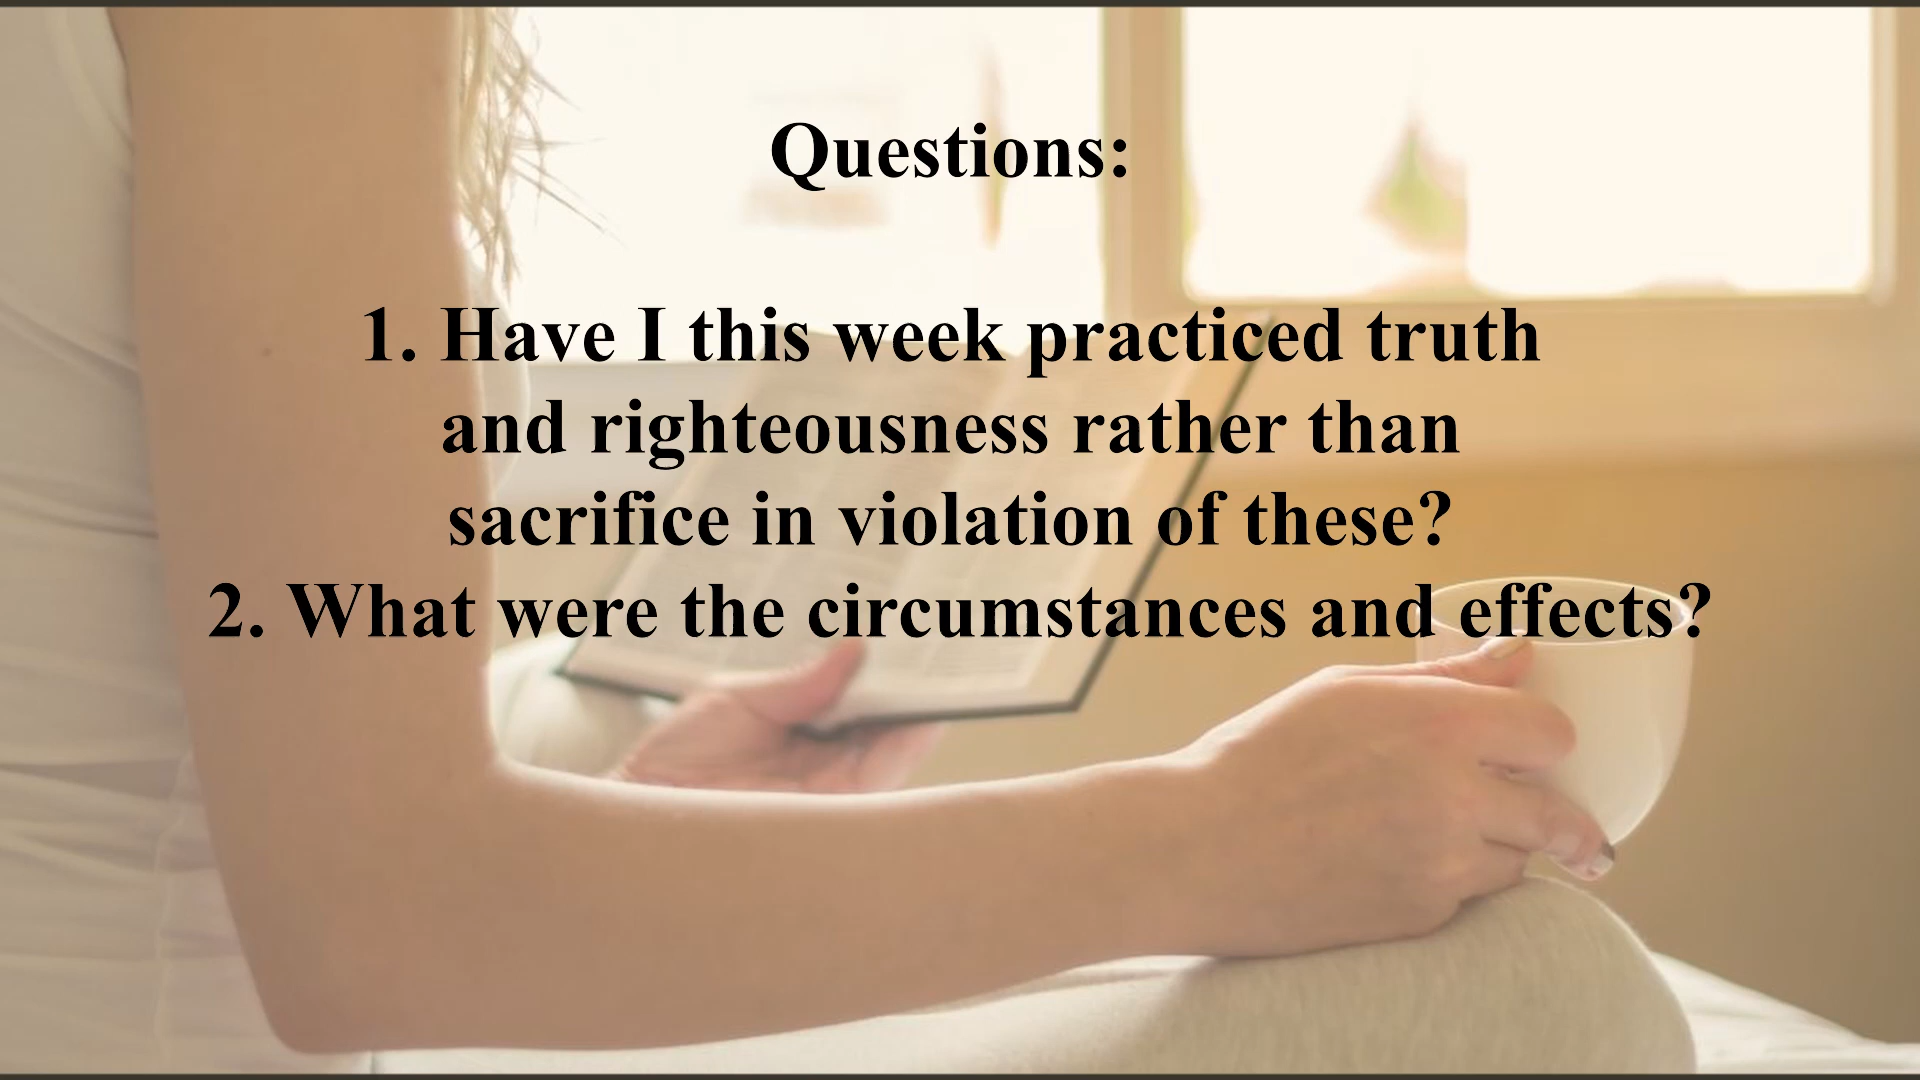 Questions:
1. Have I this week practiced truth
and righteousness rather than
sacrifice in violation of these?
2. What were the circumstances and effects?